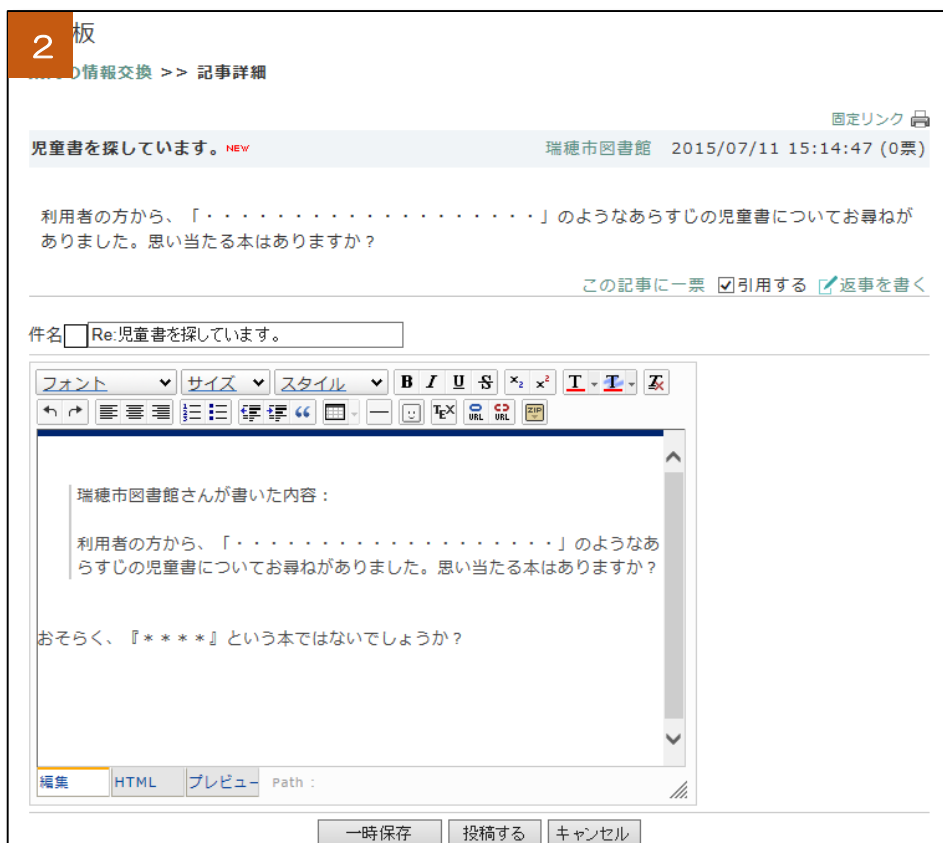 2
板
の情報交換 >> 記事詳細
固定リンク
児童書を探しています。NEW 瑞穂市図書館 2015/07/11 15:14:47 (0票)
利用者の方から、「・・・・・・・・・・・・・・・・・・・」のようなあらすじの児童書についてお尋ねが
ありました。思い当たる本はありますか？
この記事に一票 引用する 返事を書く
件名 Re:児童書を探しています。
フォント サイズ スタイル B I U S ×₂ ×² T T
TEX URL URL ZIP
瑞穂市図書館さんが書いた内容：
利用者の方から、「・・・・・・・・・・・・・・・・・・・」のようなあ
らすじの児童書についてお尋ねがありました。思い当たる本はありますか？
おそらく、『＊＊＊＊』という本ではないでしょうか？
編集 HTML プレビュー Path :
一時保存 投稿する キャンセル